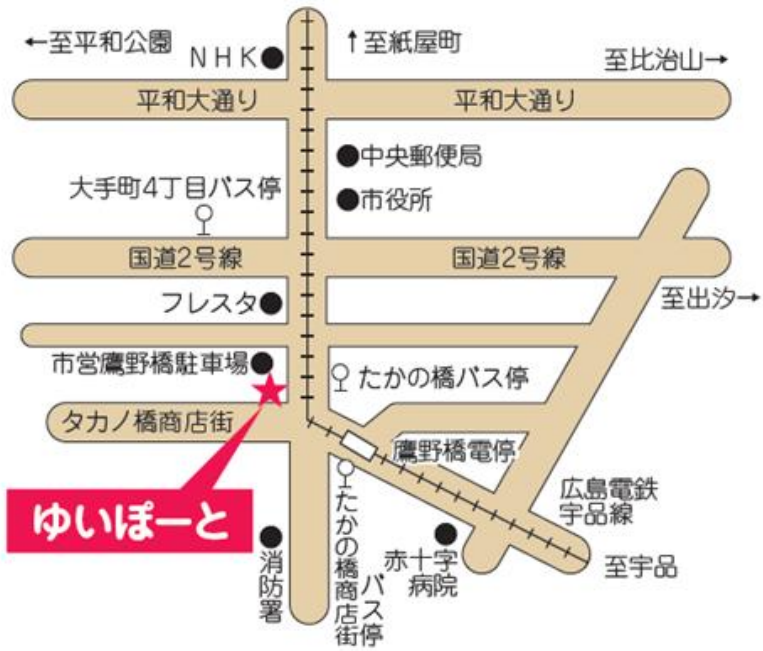 ←至平和公園
NHK
↑至紙屋町
至比治山→
平和大通り
平和大通り
中央郵便局
大手町4丁目バス停
市役所
国道2号線
国道2号線
フレスタ
至出汐→
市営鷹野橋駐車場
たかの橋バス停
タカノ橋商店街
鷹野橋電停
ゆいぽーと
広島電鉄
宇品線
消防署
たかの橋商店街
バス停
赤十字
病院
至宇品